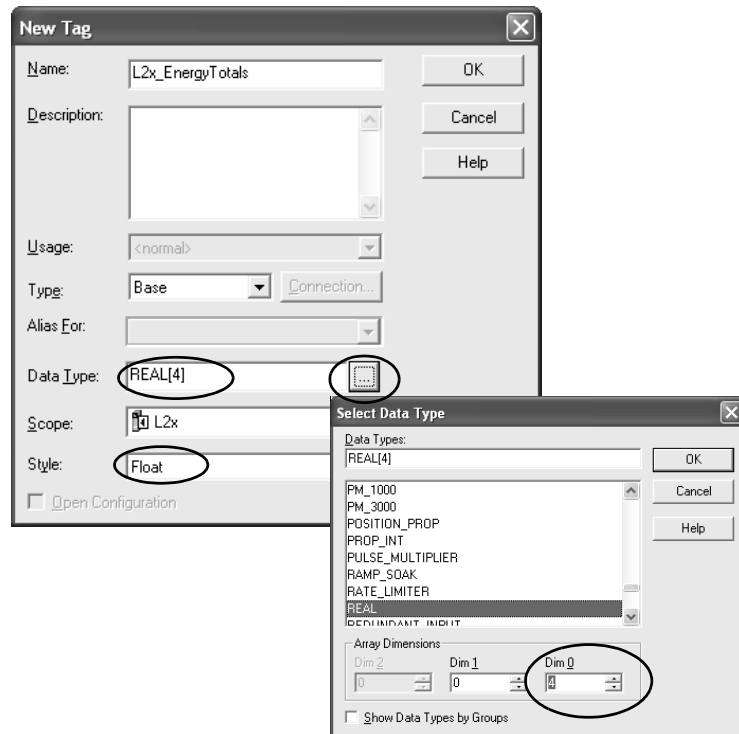 New Tag
Name: L2x_EnergyTotals
OK
Description:
Cancel
Help
Usage: <normal>
Type: Base Connection...
Alias For:
Data Type: REAL[4] ...
Scope: L2x
Style: Float
Open Configuration
Select Data Type
Data Types:
REAL[4]
OK
PM_1000
Cancel
PM_3000
POSITION_PROP
Help
PROP_INT
PULSE_MULTIPLIER
RAMP_SOAK
RATE_LIMITER
REAL
REDUNDANT_INPUT
Array Dimensions
Dim 2 Dim 1 Dim 0
0 0 4
Show Data Types by Groups